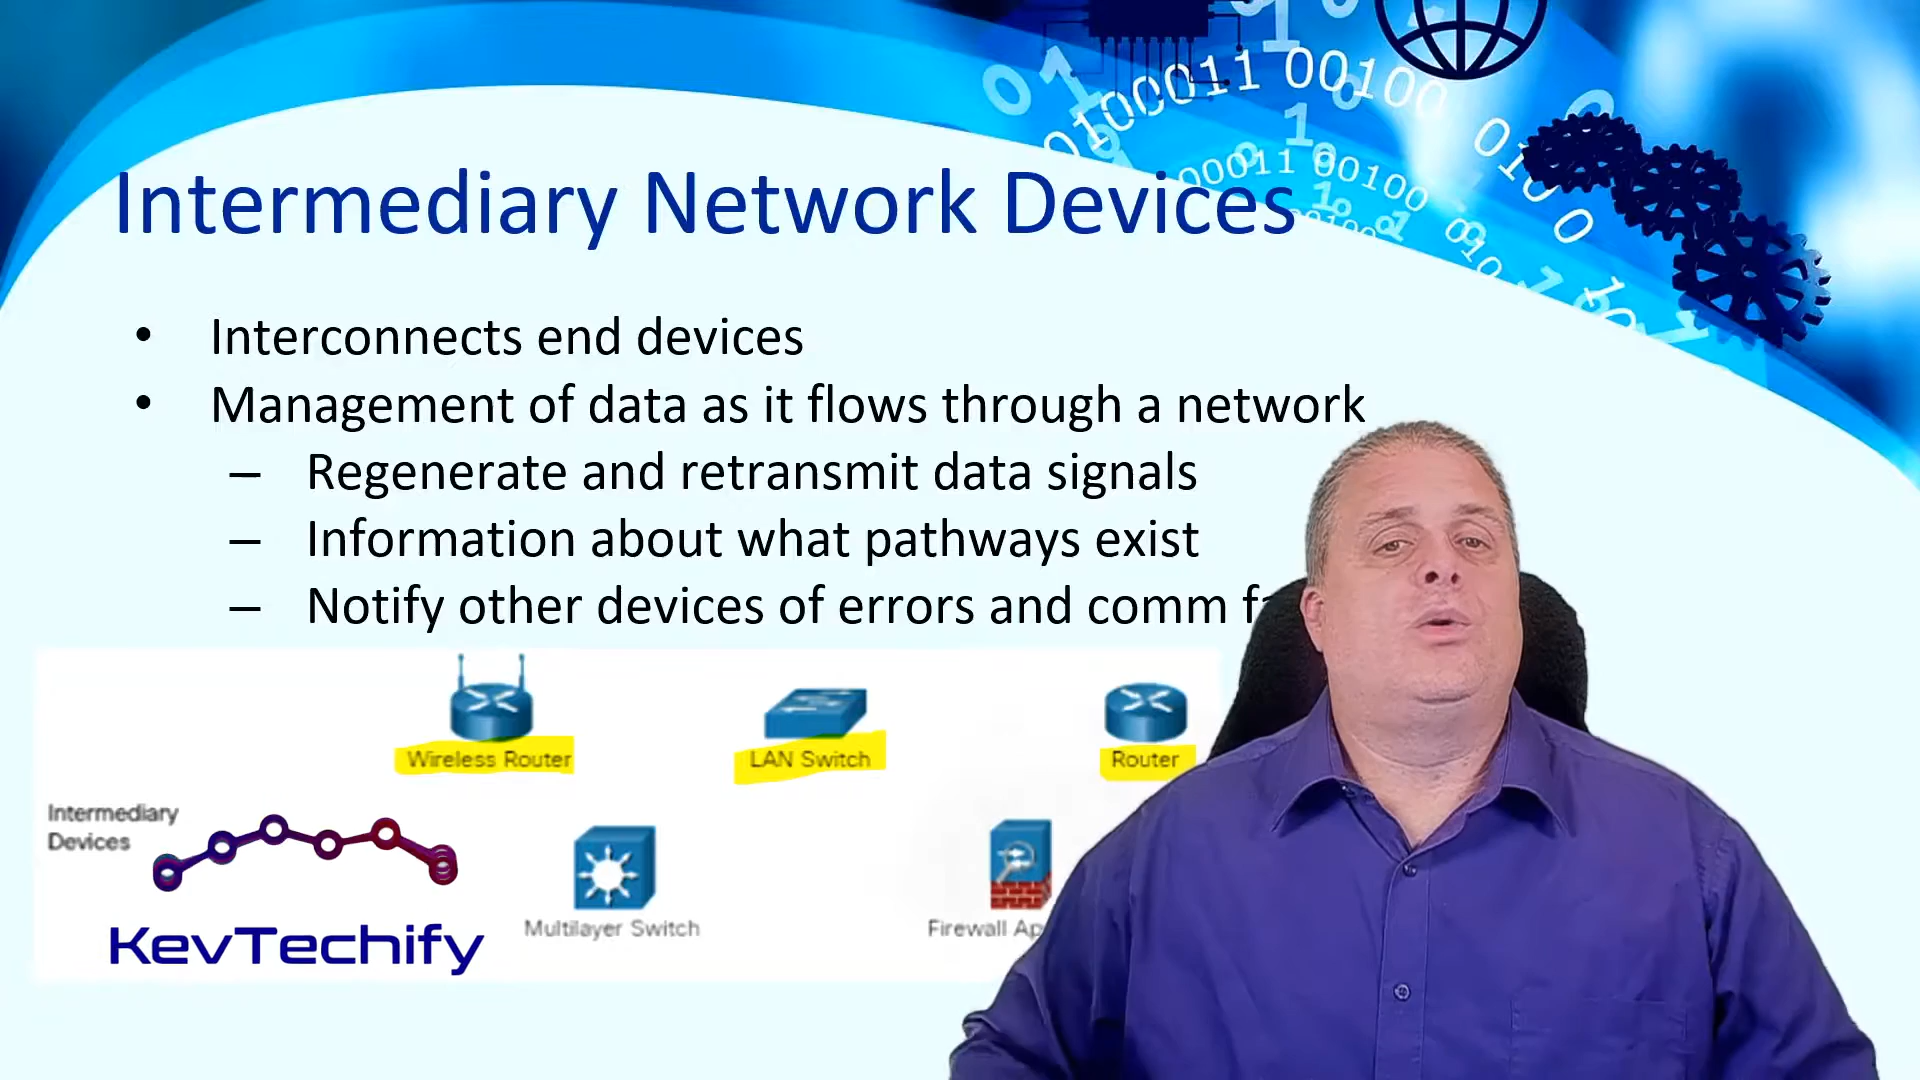 Intermediary Network Devices
• Interconnects end devices
• Management of data as it flows through a network
– Regenerate and retransmit data signals
– Information about what pathways exist
– Notify other devices of errors and comm
Wireless Router
LAN Switch
Router
Intermediary
Devices
Multilayer Switch
Firewall
KevTechify